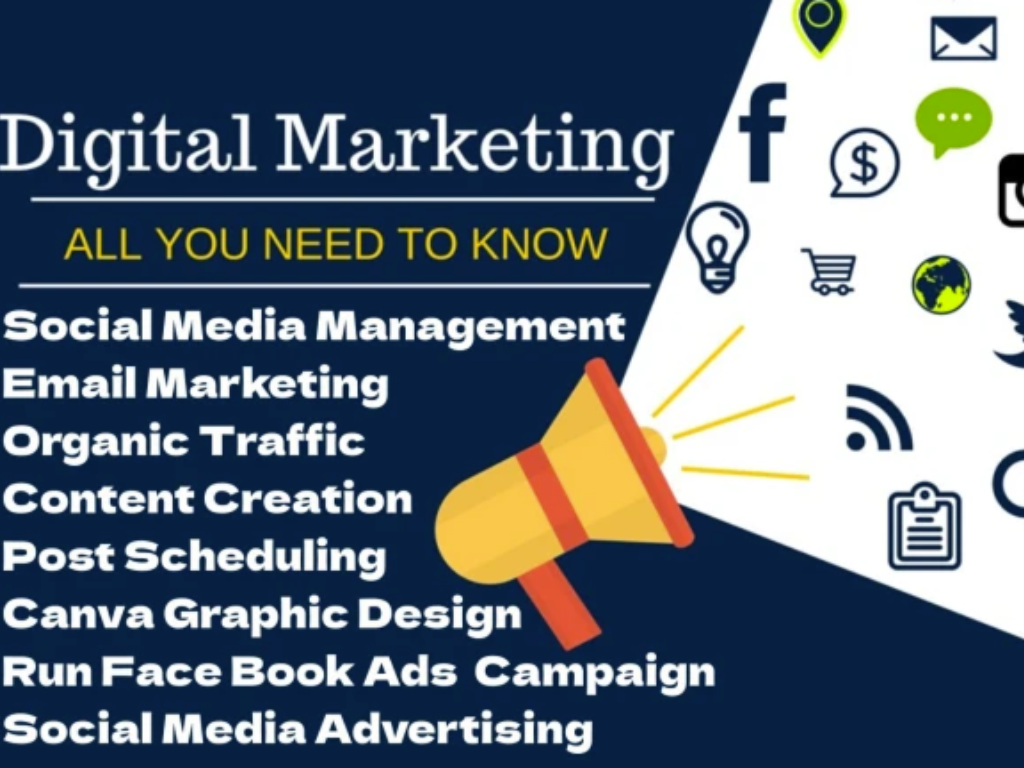 Digital Marketing
ALL YOU NEED TO KNOW
Social Media Management
Email Marketing
Organic Traffic
Content Creation
Post Scheduling
Canva Graphic Design
Run Face Book Ads Campaign
Social Media Advertising